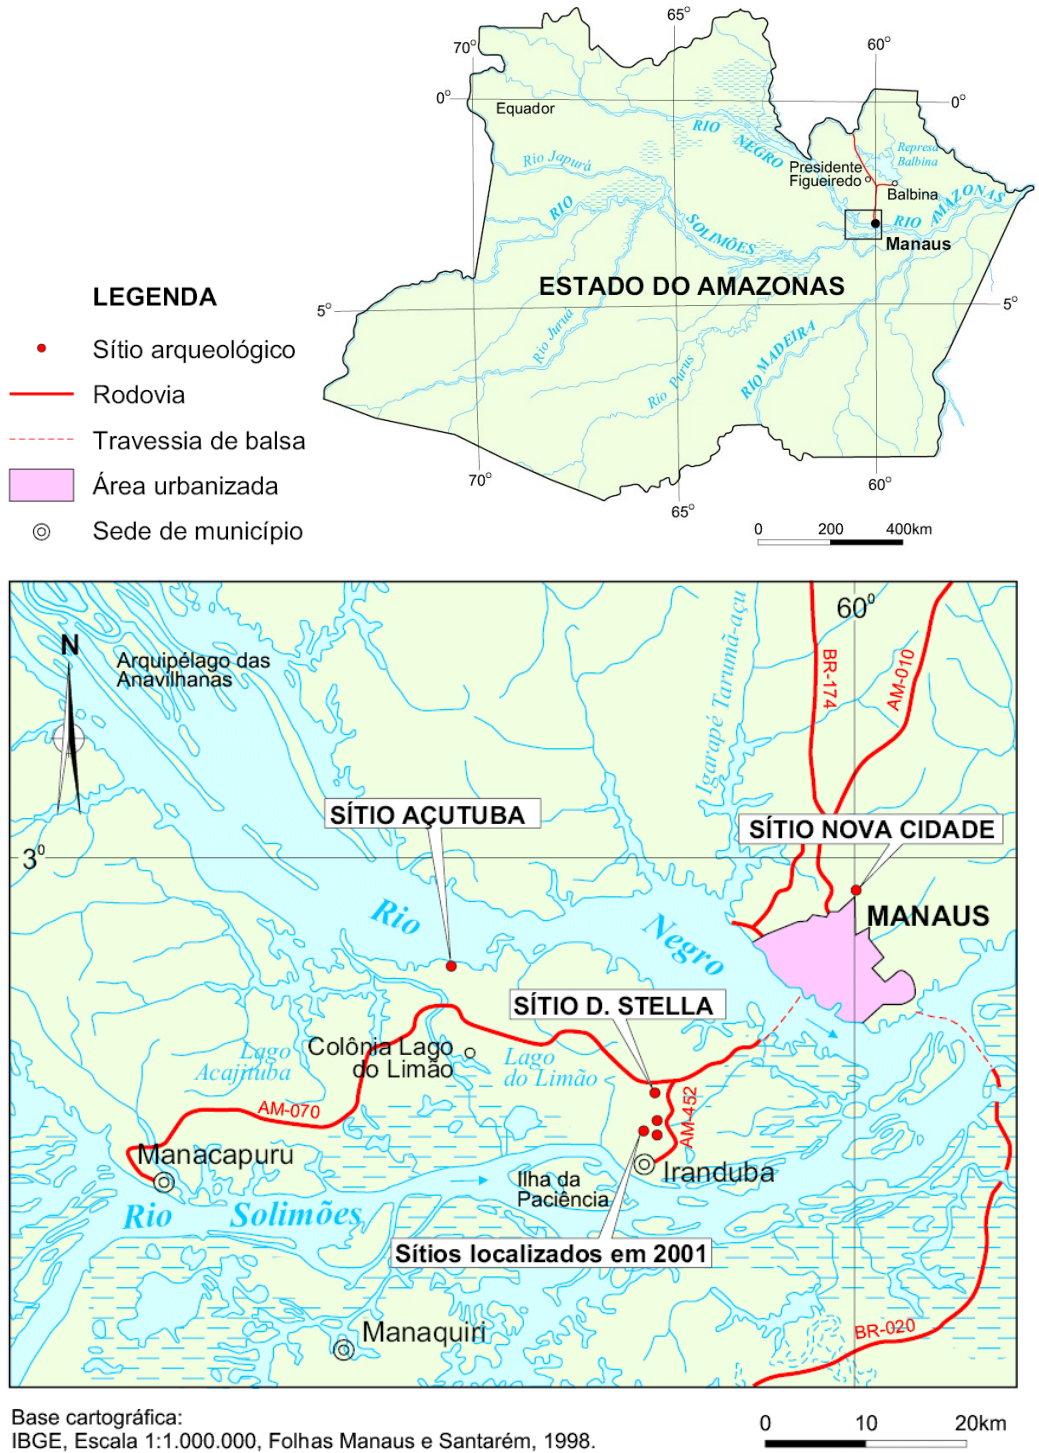 65°
70°
60°
0°
0°
Equador
RIO
NEGRO
Represa
Balbina
Rio Japurá
Presidente
Figueiredo
Balbina
RIO
RIO AMAZONAS
SOLIMÕES
Manaus
ESTADO DO AMAZONAS
LEGENDA
5°
5°
Rio Juruá
RIO MADEIRA
Rio Purus
Sítio arqueológico
Rodovia
Travessia de balsa
Área urbanizada
Sede de município
70°
60°
65°
0 200 400km
60°
N
Arquipélago das
Anavilhanas
BR-174
AM-010
Igarapé Tarumã-açu
SÍTIO AÇUTUBA
SÍTIO NOVA CIDADE
3°
Rio
Negro
MANAUS
SÍTIO D. STELLA
Colônia Lago
do Limão
Lago
Acajituba
Lago
do Limão
AM-070
AM-452
Manacapuru
Iranduba
Ilha da
Paciência
Rio Solimões
Sítios localizados em 2001
Manaquiri
BR-020
Base cartográfica:
IBGE, Escala 1:1.000.000, Folhas Manaus e Santarém, 1998.
0 10 20km